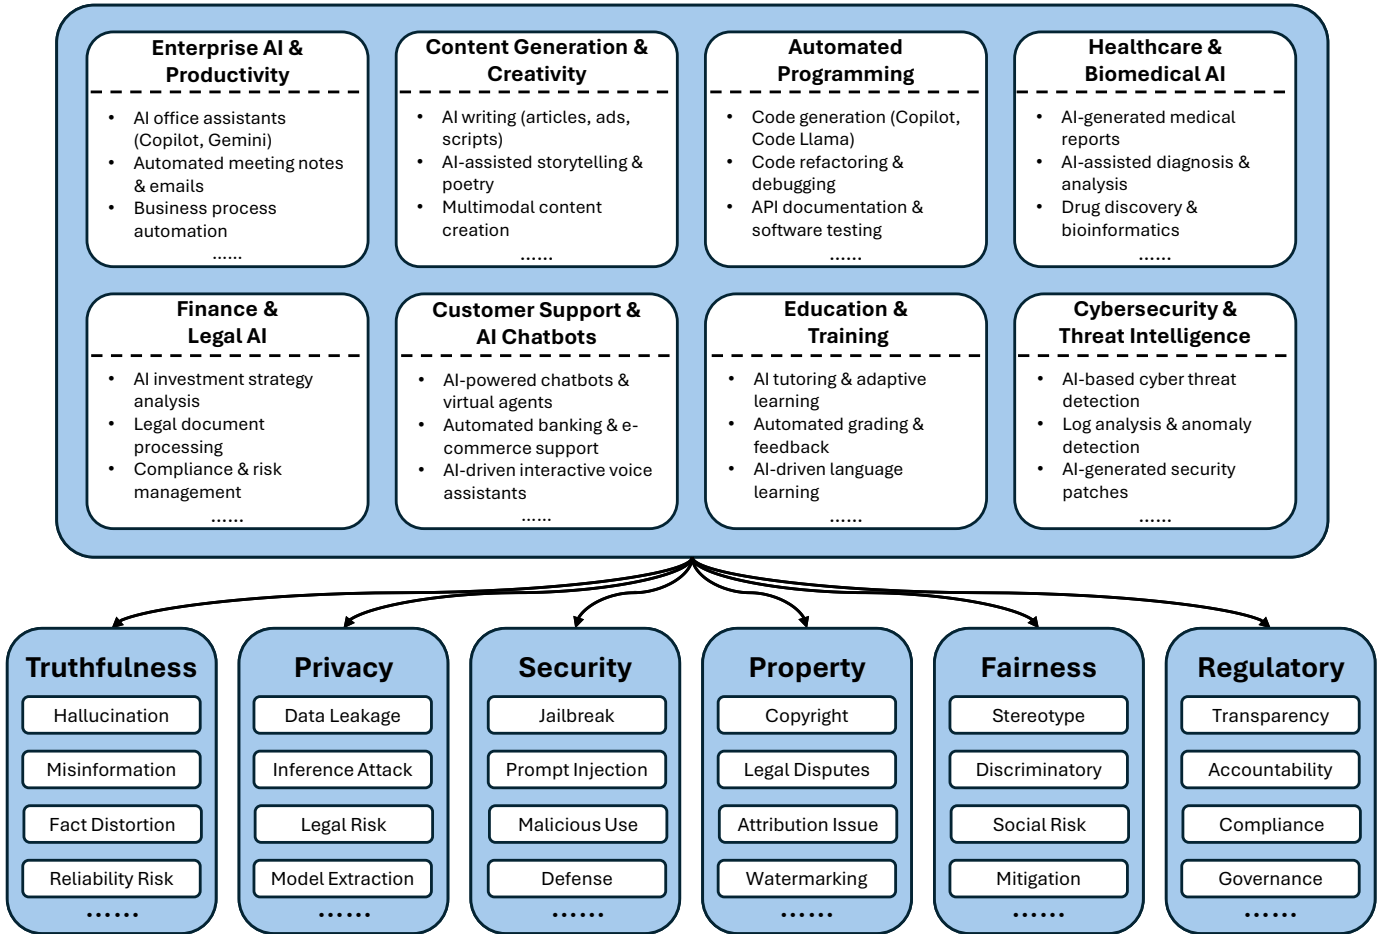 Enterprise AI &
Productivity
• AI office assistants
(Copilot, Gemini)
• Automated meeting notes
& emails
• Business process
automation
......
Content Generation &
Creativity
• AI writing (articles, ads,
scripts)
• AI-assisted storytelling &
poetry
• Multimodal content
creation
......
Automated
Programming
• Code generation (Copilot,
Code Llama)
• Code refactoring &
debugging
• API documentation &
software testing
......
Healthcare &
Biomedical AI
• AI-generated medical
reports
• AI-assisted diagnosis &
analysis
• Drug discovery &
bioinformatics
......
Finance &
Legal AI
• AI investment strategy
analysis
• Legal document
processing
• Compliance & risk
management
......
Customer Support &
AI Chatbots
• AI-powered chatbots &
virtual agents
• Automated banking & e-
commerce support
• AI-driven interactive voice
assistants
......
Education &
Training
• AI tutoring & adaptive
learning
• Automated grading &
feedback
• AI-driven language
learning
......
Cybersecurity &
Threat Intelligence
• AI-based cyber threat
detection
• Log analysis & anomaly
detection
• AI-generated security
patches
......
Truthfulness
Hallucination
Misinformation
Fact Distortion
Reliability Risk
......
Privacy
Data Leakage
Inference Attack
Legal Risk
Model Extraction
......
Security
Jailbreak
Prompt Injection
Malicious Use
Defense
......
Property
Copyright
Legal Disputes
Attribution Issue
Watermarking
......
Fairness
Stereotype
Discriminatory
Social Risk
Mitigation
......
Regulatory
Transparency
Accountability
Compliance
Governance
......